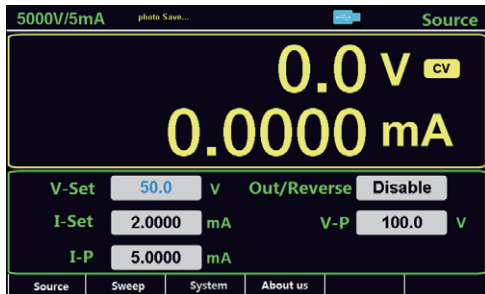 5000V/5mA photo Save... Source
0.0 V CV
0.0000 mA
V-Set 50.0 V Out/Reverse Disable
I-Set 2.0000 mA V-P 100.0 V
I-P 5.0000 mA
Source Sweep System About us